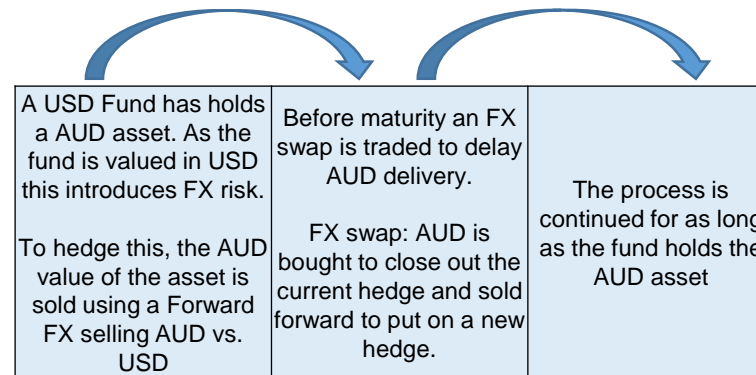 A USD Fund has holds
a AUD asset. As the
fund is valued in USD
this introduces FX risk.
To hedge this, the AUD
value of the asset is
sold using a Forward
FX selling AUD vs.
USD
Before maturity an FX
swap is traded to delay
AUD delivery.
FX swap: AUD is
bought to close out the
current hedge and sold
forward to put on a new
hedge.
The process is
continued for as long
as the fund holds the
AUD asset